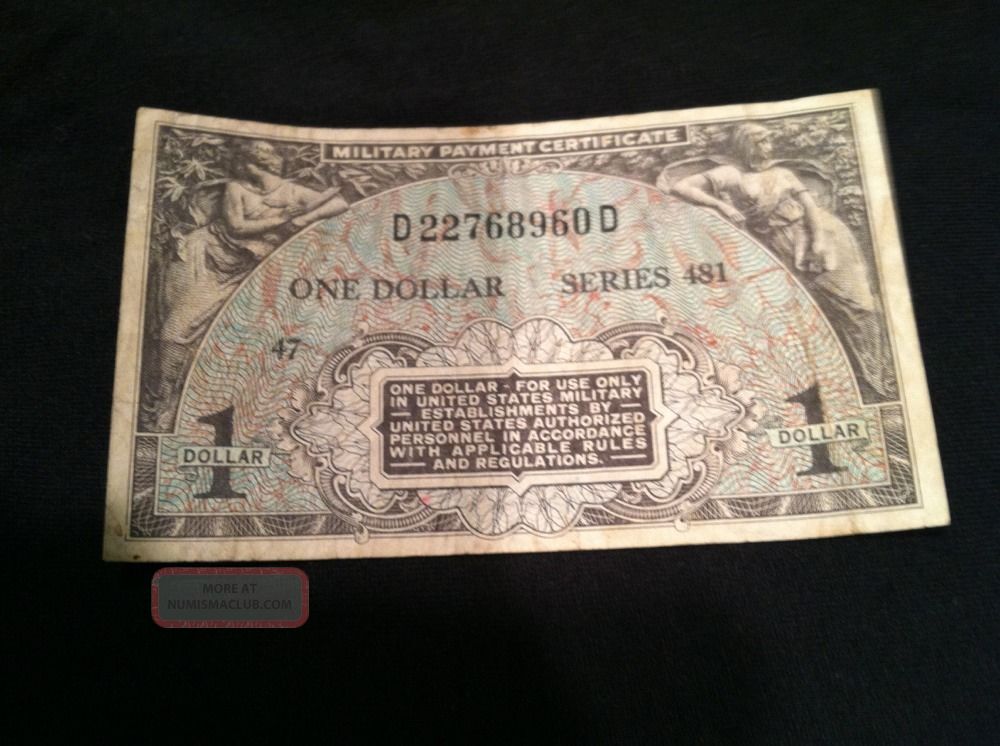 MILITARY PAYMENT CERTIFICATE
D22768960D
ONE DOLLAR SERIES 481
47
ONE DOLLAR - FOR USE ONLY
IN UNITED STATES MILITARY
— ESTABLISHMENTS BY —
UNITED STATES AUTHORIZED
PERSONNEL IN ACCORDANCE
WITH APPLICABLE RULES
— AND REGULATIONS. —
1
DOLLAR
1
DOLLAR
MORE AT
NUMISMACLUB.COM